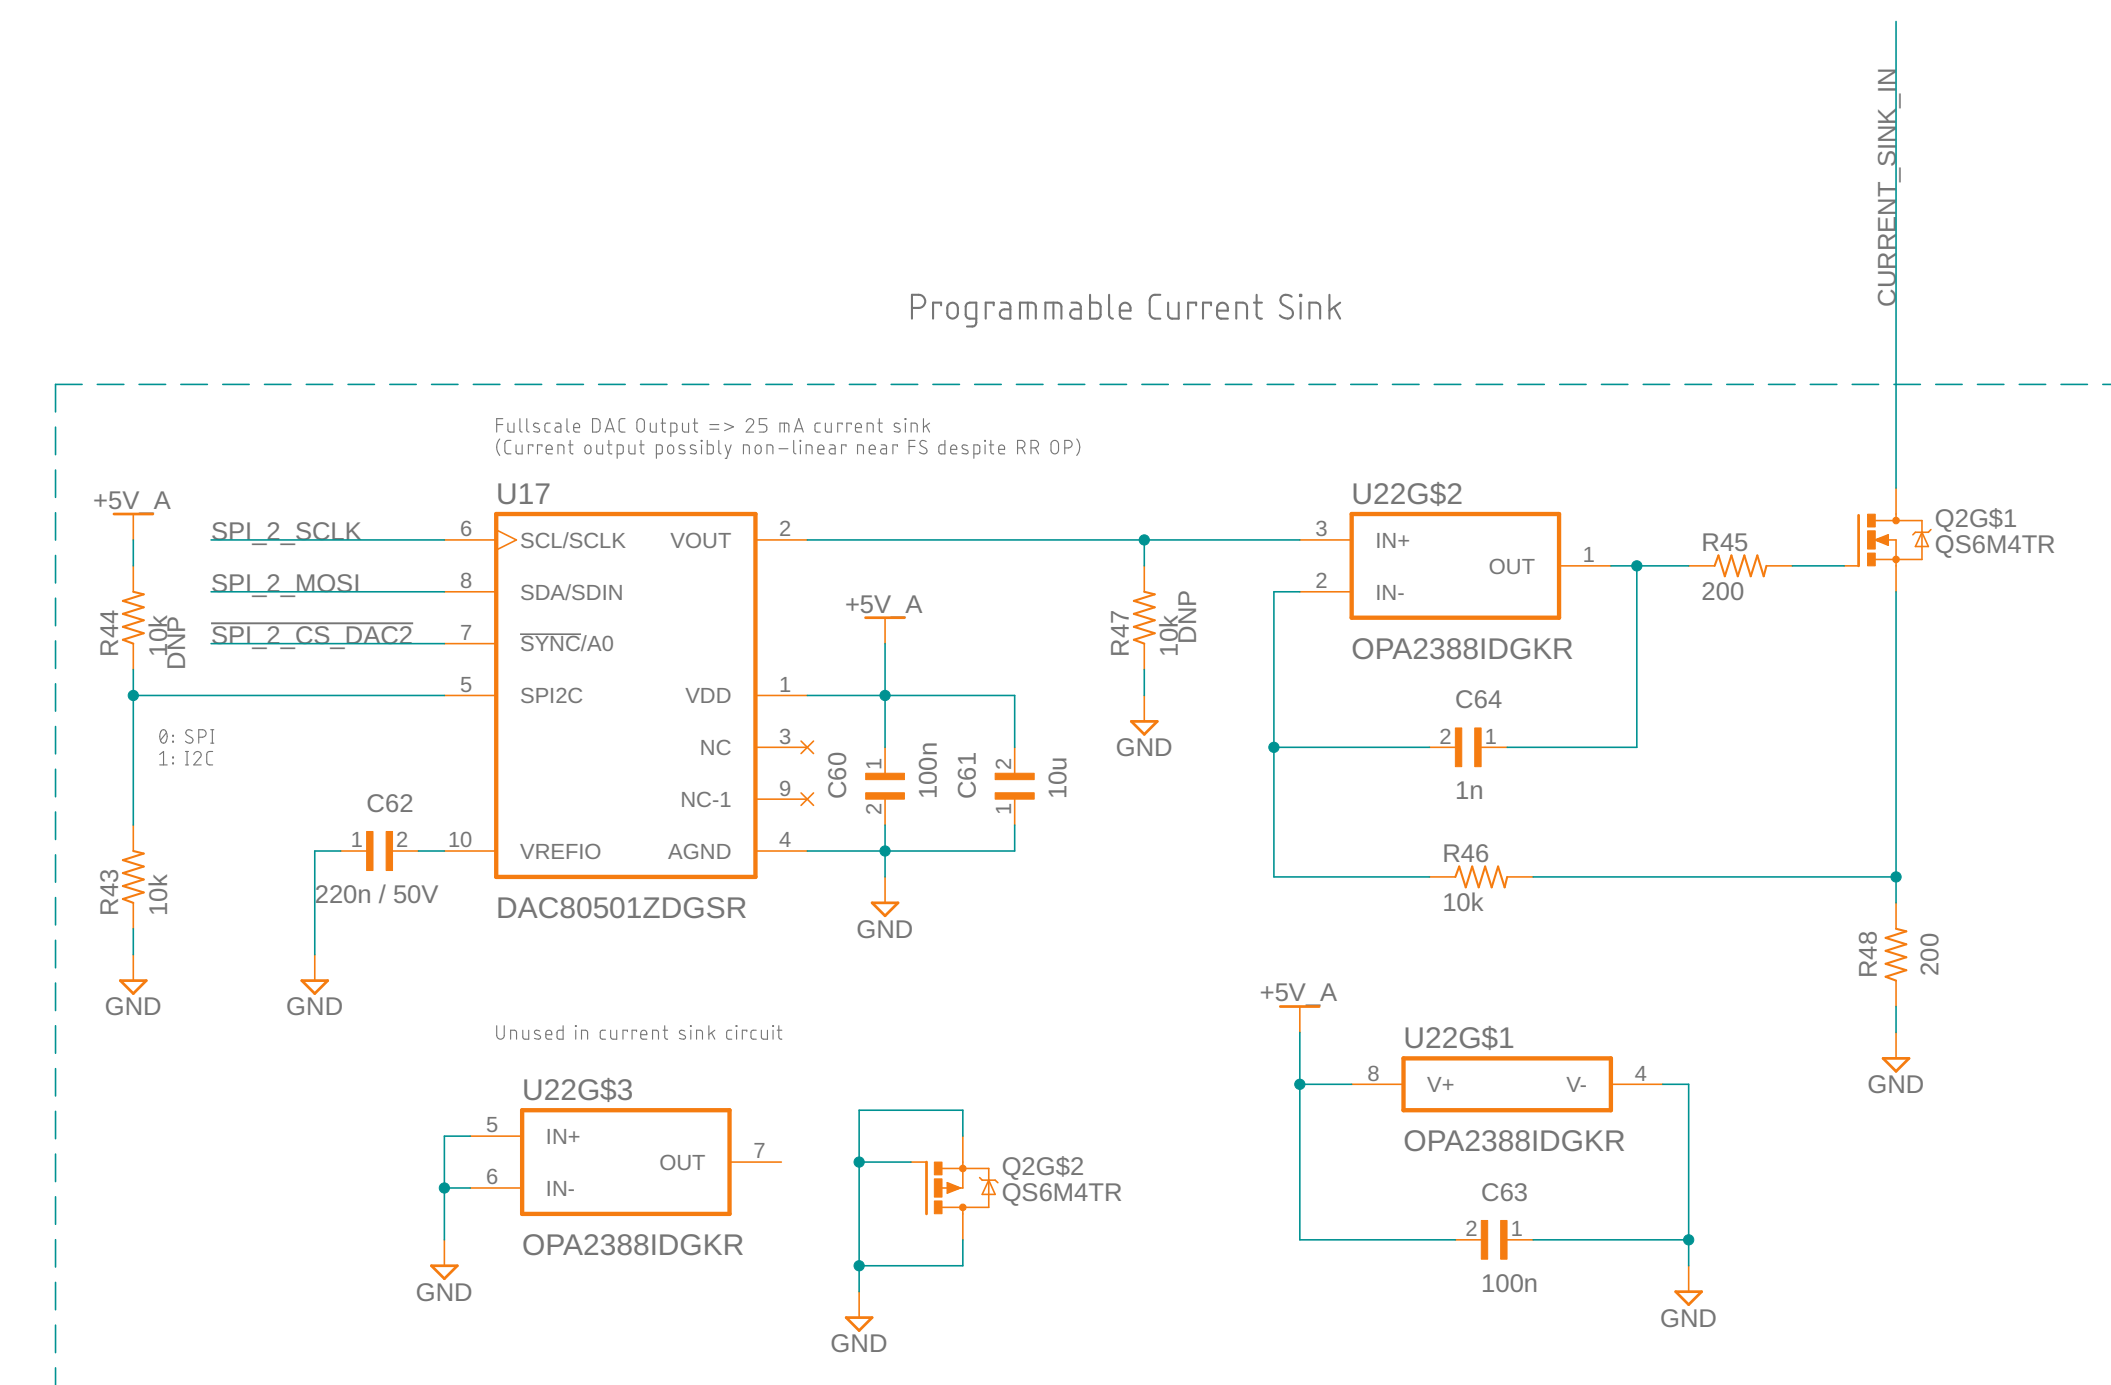 CURRENT_SINK_IN
Programmable Current Sink
Fullscale DAC Output => 25 mA current sink
(Current output possibly non-linear near FS despite RR OP)
+5V_A
R44
10k
DNP
0: SPI
1: I2C
R43
10k
GND
SPI_2_SCLK
SPI_2_MOSI
SPI_2_CS_DAC2
C62
1
2
220n / 50V
GND
U17
6
SCL/SCLK
VOUT
2
8
SDA/SDIN
7
SYNC/A0
5
SPI2C
VDD
1
NC
3
NC-1
9
10
VREFIO
AGND
4
DAC80501ZDGSR
+5V_A
C60
1
2
100n
C61
2
1
10u
GND
R47
10k
DNP
GND
U22G$2
3
IN+
OUT
1
2
IN-
OPA2388IDGKR
C64
2
1
1n
R46
10k
R45
200
Q2G$1
QS6M4TR
R48
200
GND
Unused in current sink circuit
U22G$3
5
IN+
OUT
7
6
IN-
OPA2388IDGKR
GND
Q2G$2
QS6M4TR
GND
+5V_A
U22G$1
8
V+
V-
4
OPA2388IDGKR
C63
2
1
100n
GND